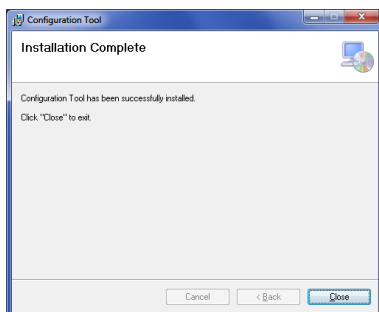 Configuration Tool
Installation Complete
Configuration Tool has been successfully installed.
Click "Close" to exit.
Cancel < Back Close